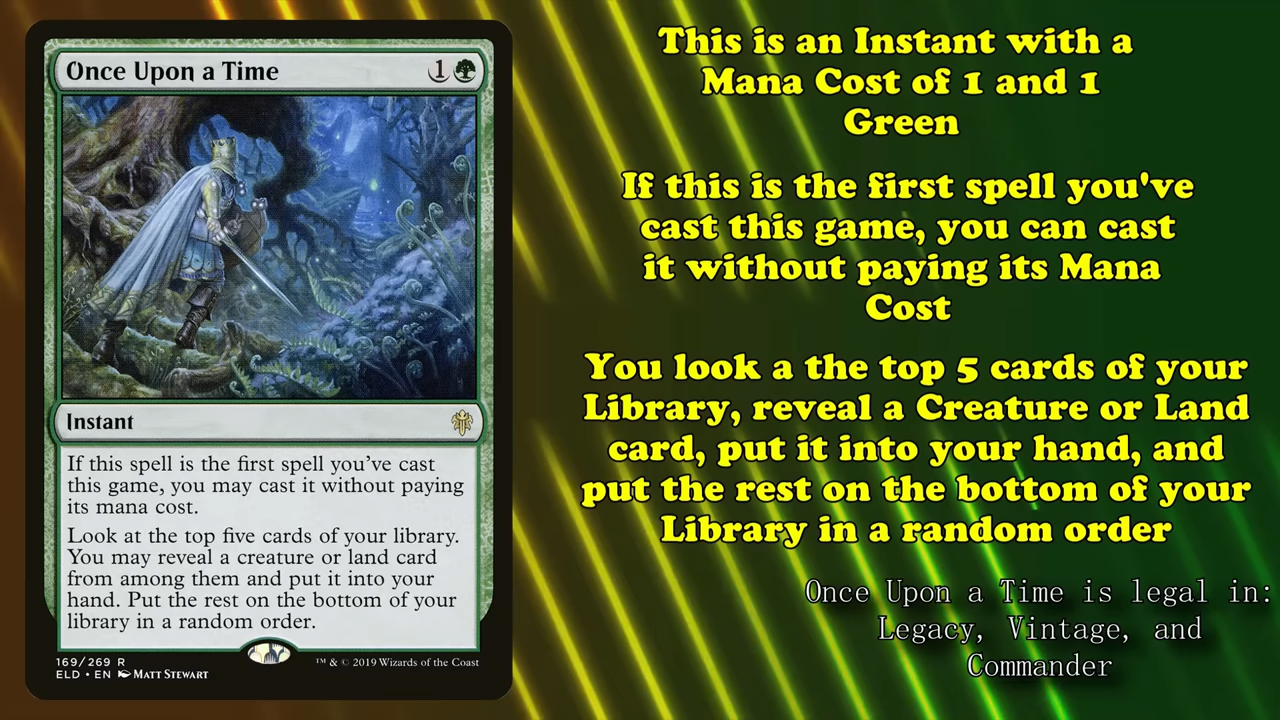 Once Upon a Time 1
Instant
If this spell is the first spell you've cast
this game, you may cast it without paying
its mana cost.
Look at the top five cards of your library.
You may reveal a creature or land card
from among them and put it into your
hand. Put the rest on the bottom of your
library in a random order.
169/269 R
ELD • EN Matt Stewart
™ & © 2019 Wizards of the Coast
This is an Instant with a
Mana Cost of 1 and 1
Green
If this is the first spell you've
cast this game, you can cast
it without paying its Mana
Cost
You look a the top 5 cards of your
Library, reveal a Creature or Land
card, put it into your hand, and
put the rest on the bottom of your
Library in a random order
Once Upon a Time is legal in:
Legacy, Vintage, and
Commander